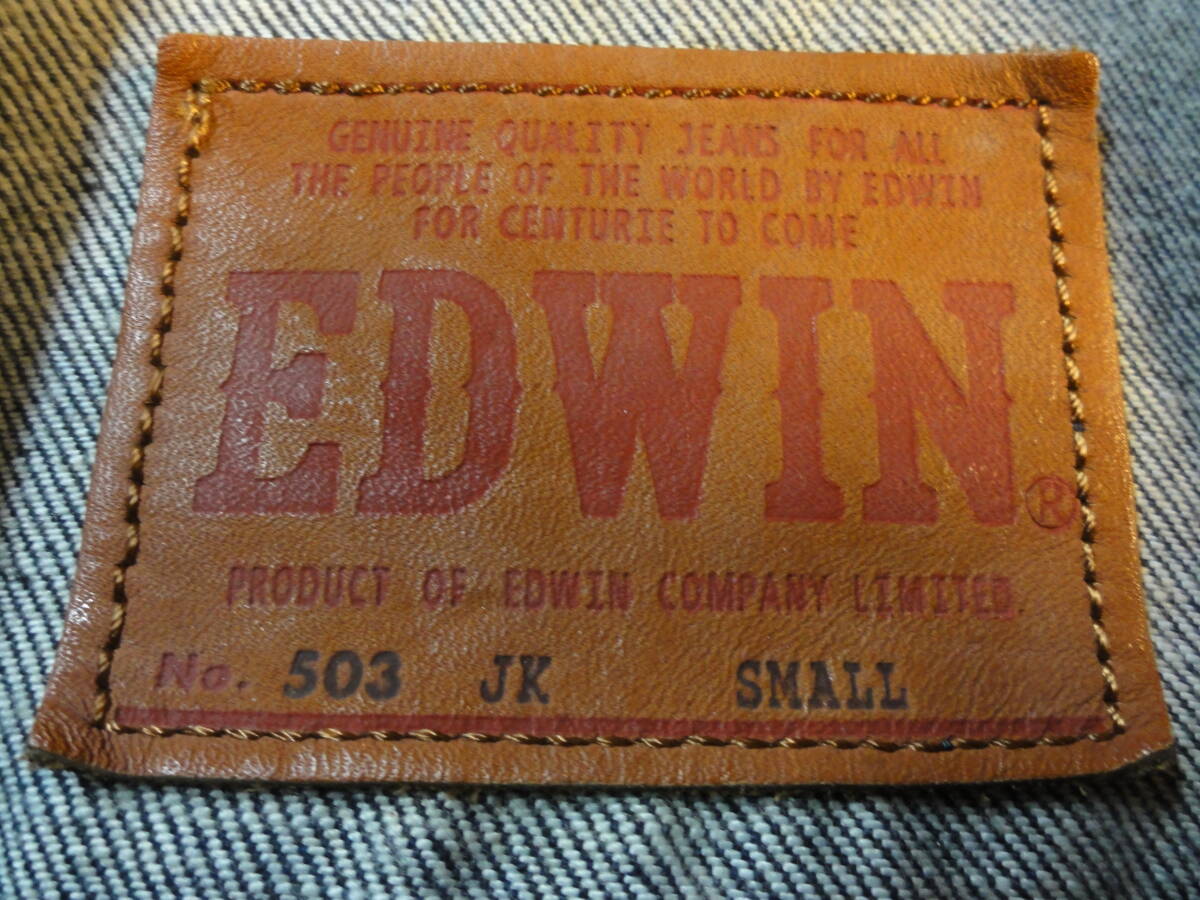 GENUINE QUALITY JEANS FOR ALL
THE PEOPLE OF THE WORLD BY EDWIN
FOR CENTURIE TO COME
EDWIN®
PRODUCT OF EDWIN COMPANY LIMITED.
No. 503 JK SMALL